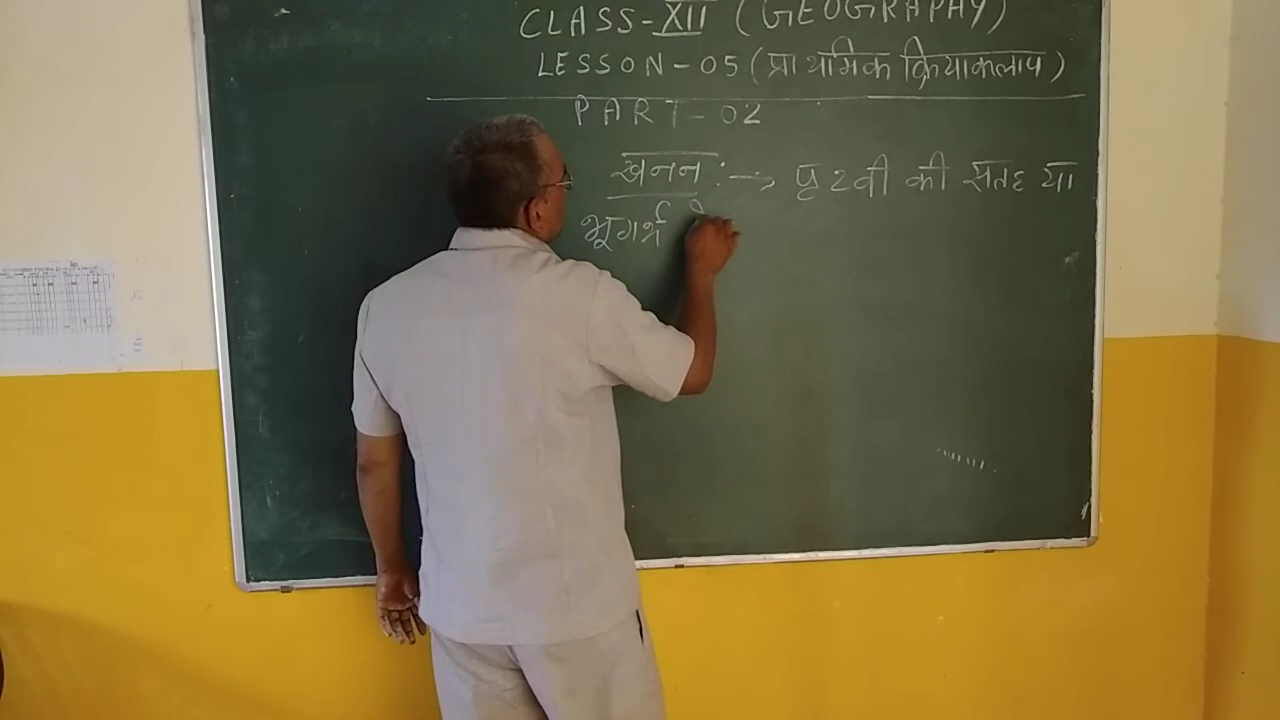 CLASS-XII (GEOGRAPHY)
LESSON-05 (प्राथमिक क्रियाकलाप)
PART-02
खनन :-> पृथ्वी की सतह या
भूगर्भ